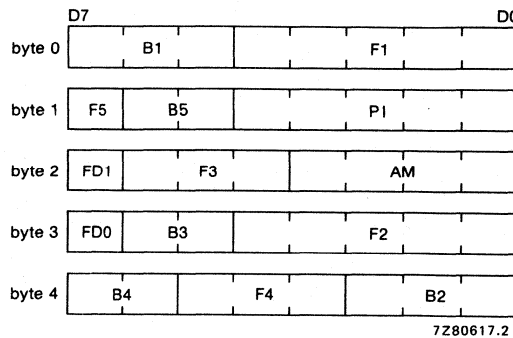 D7 D0
byte 0 B1 F1
byte 1 F5 B5 PI
byte 2 FD1 F3 AM
byte 3 FD0 B3 F2
byte 4 B4 F4 B2
7Z80617.2